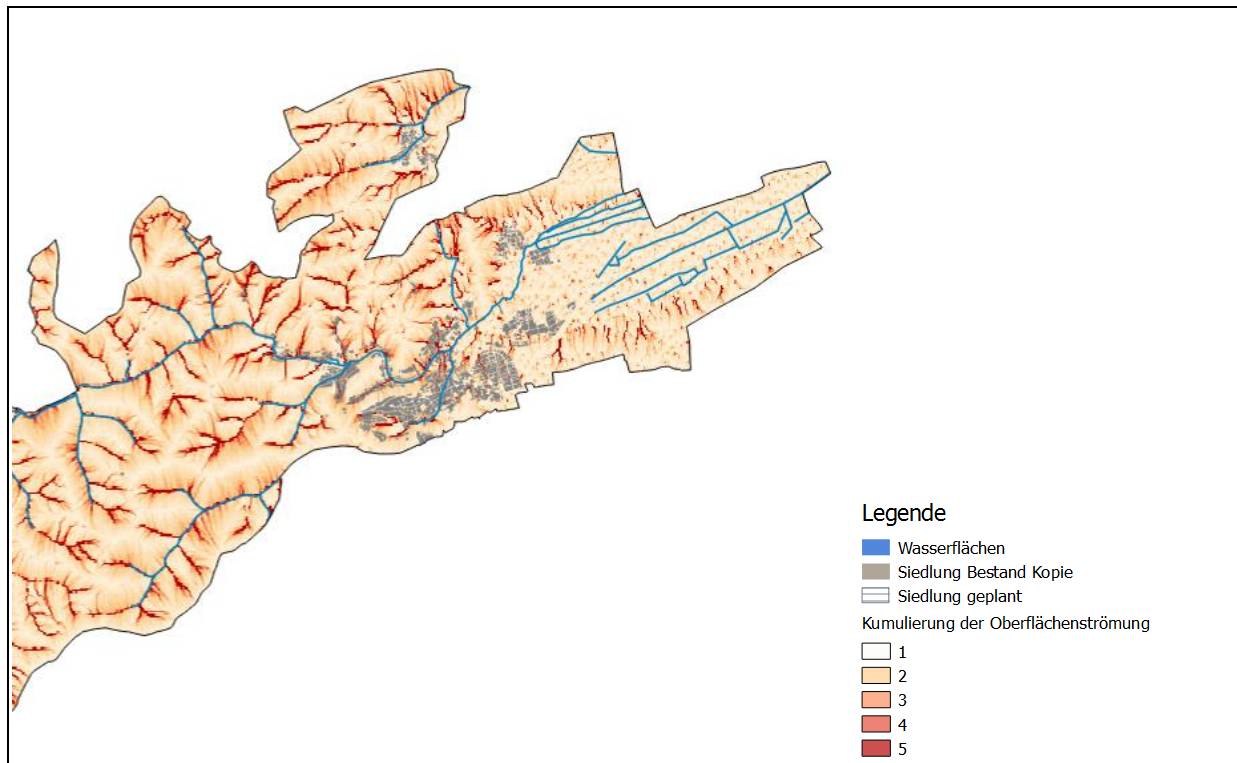 Legende
Wasserflächen
Siedlung Bestand Kopie
Siedlung geplant
Kumulierung der Oberflächenströmung
1
2
3
4
5